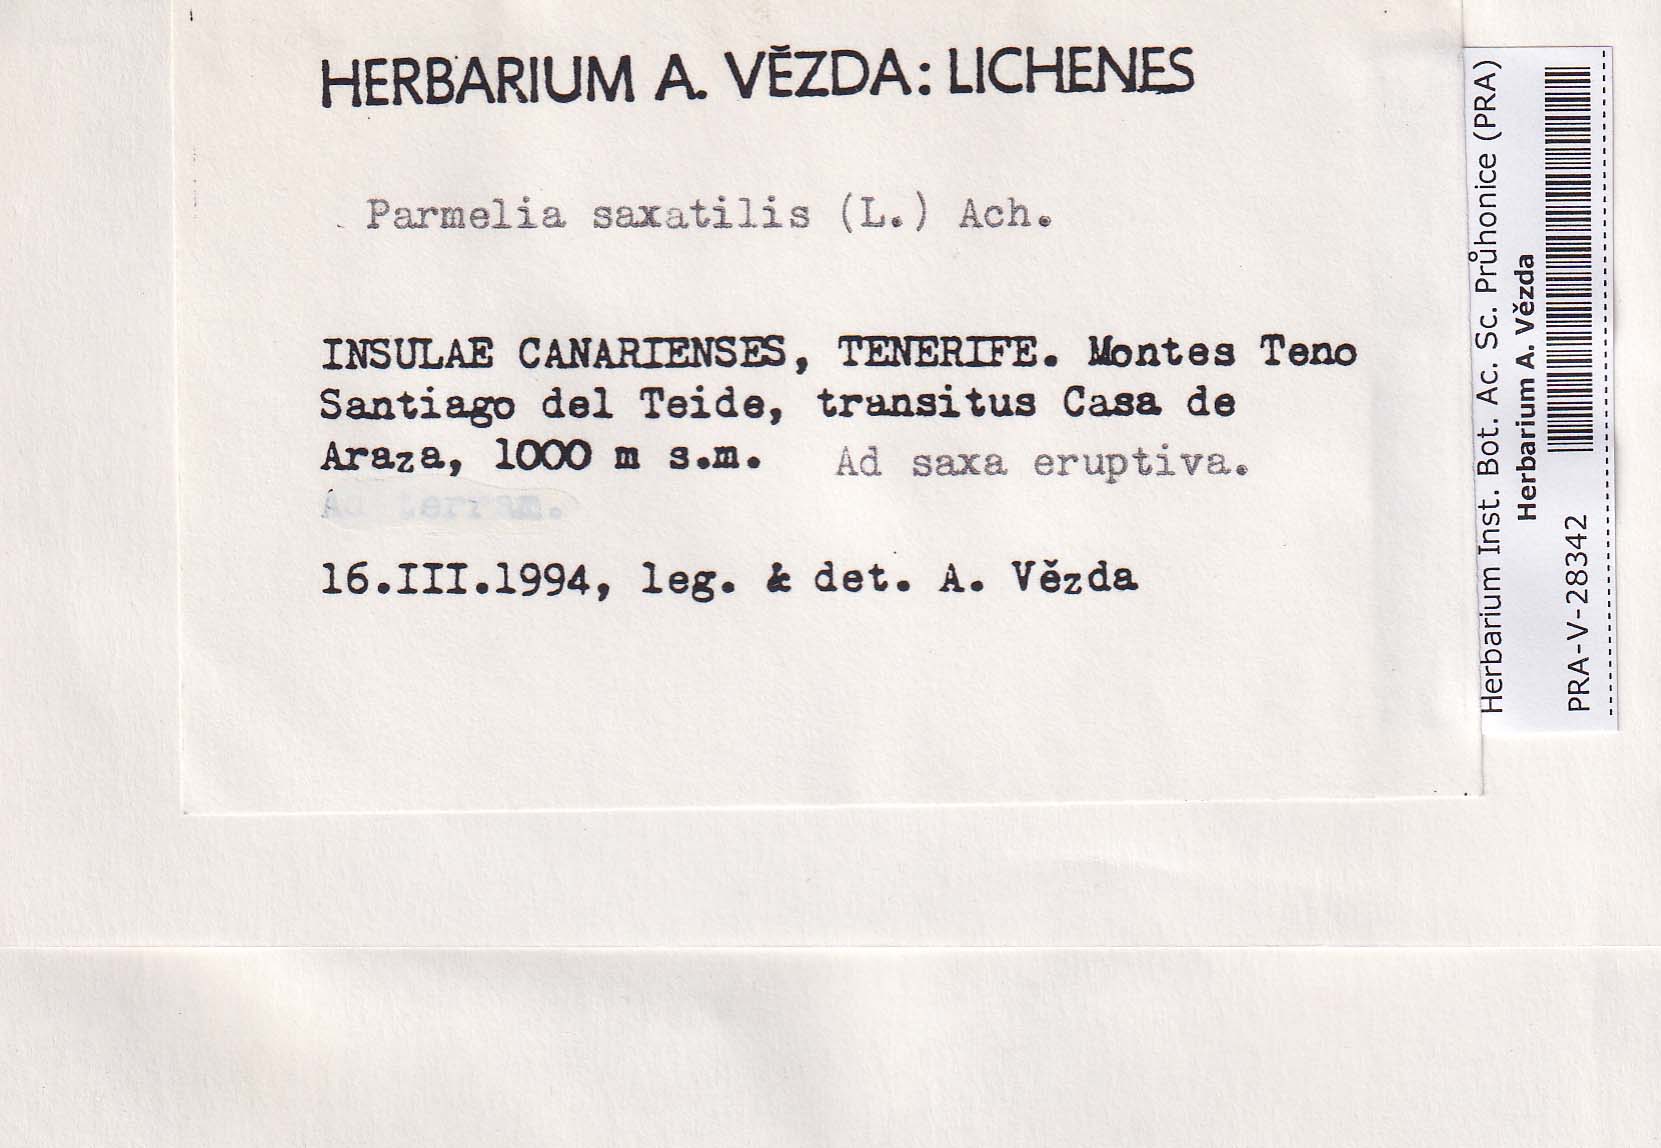 HERBARIUM A. VĚZDA: LICHENES
Parmelia saxatilis (L.) Ach.
INSULAE CANARIENSES, TENERIFE. Montes Teno
Santiago del Teide, transitus Casa de
Araza, 1000 m s.m. Ad saxa eruptiva.
Ad terram.
16.III.1994, leg. & det. A. Vězda
Herbarium Inst. Bot. Ac. Sc. Průhonice (PRA)
Herbarium A. Vězda
PRA-V-28342